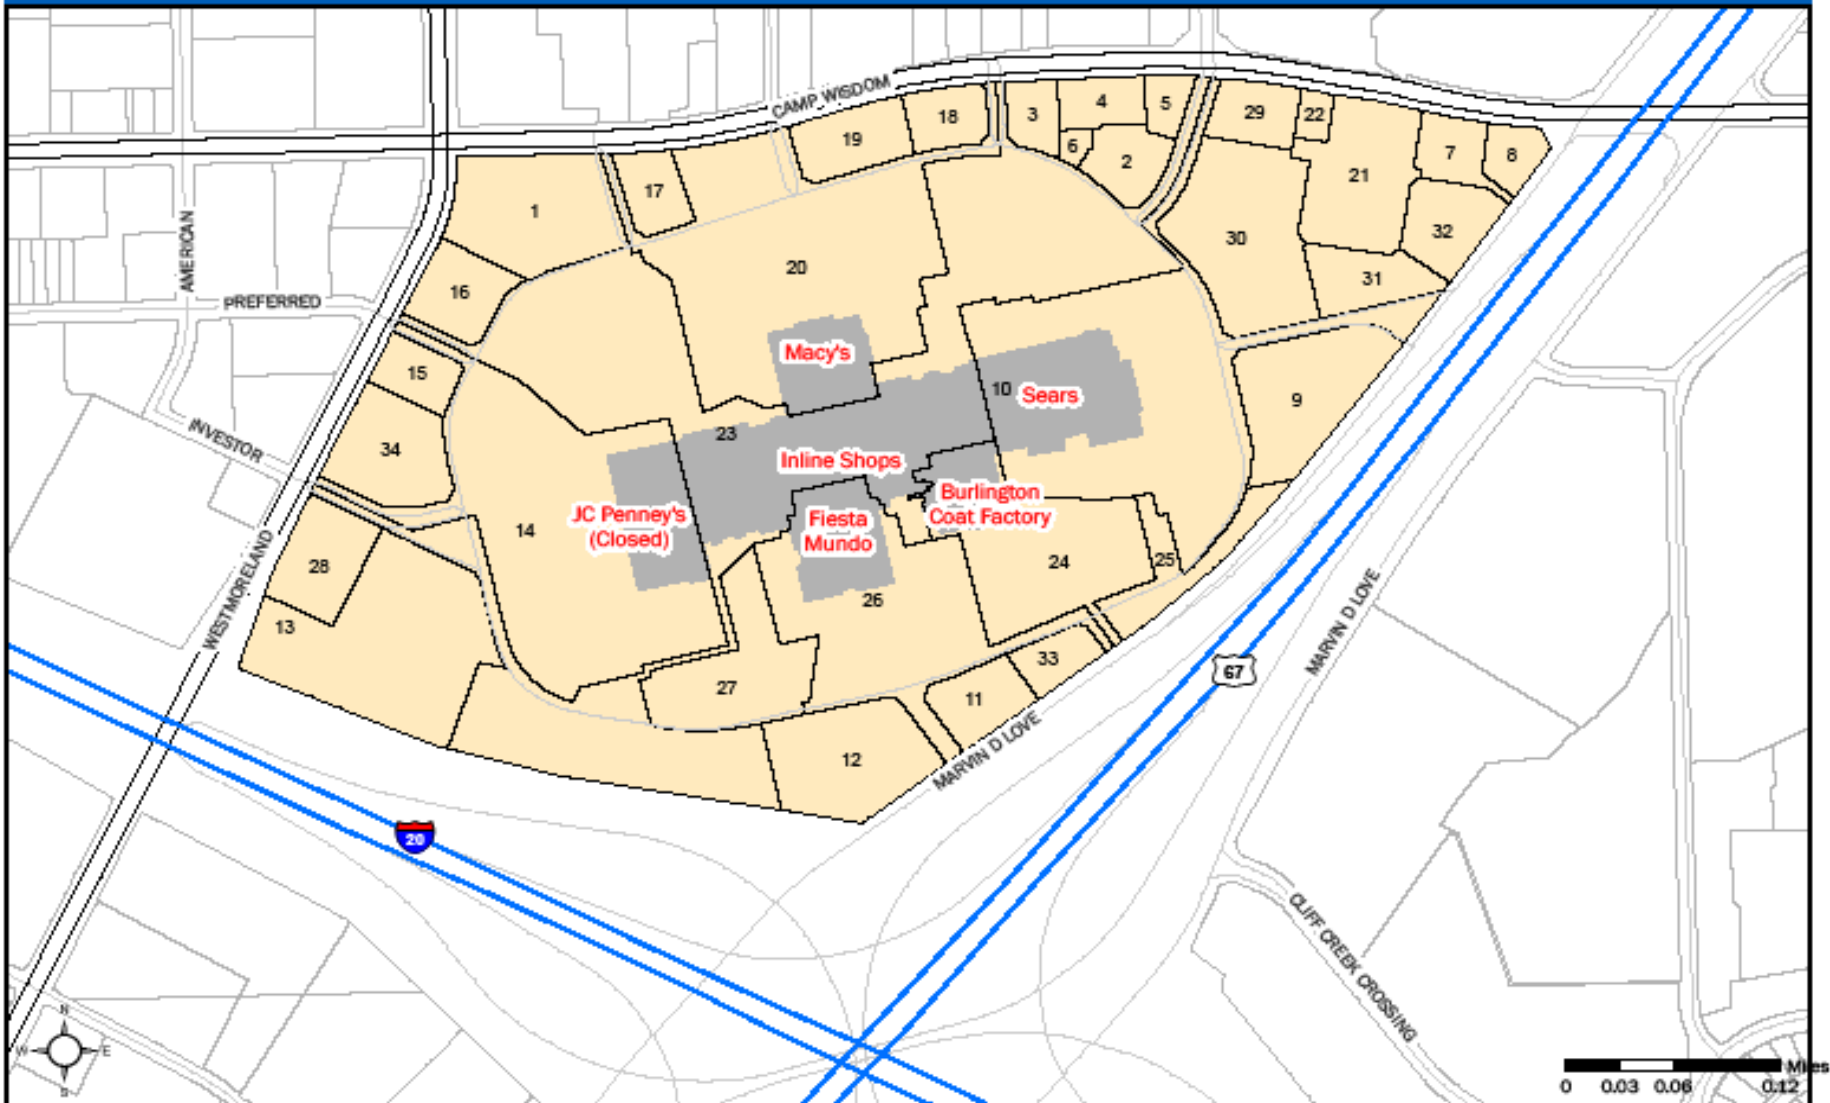 CAMP WISDOM
18
3
4
5
29
22
19
6
2
7
8
17
21
1
30
32
AMERICAN
20
16
31
PREFERRED
Macy's
15
10
Sears
9
23
INVESTOR
34
Inline Shops
Burlington
Coat Factory
JC Penney's
(Closed)
14
Fiesta
Mundo
28
24
25
WESTMORELAND
26
13
MARVIN D LOVE
33
67
27
11
MARVIN D LOVE
12
20
CLIFF CREEK CROSSING
N
W
E
S
Miles
0 0.03 0.06 0.12